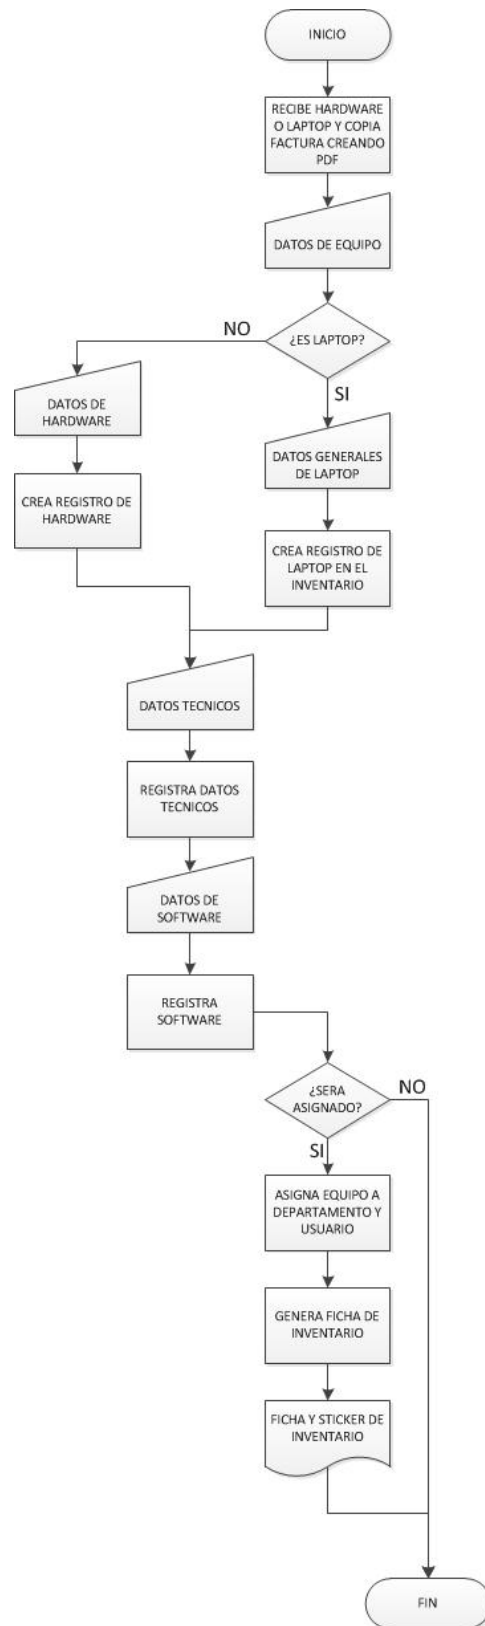 INICIO
RECIBE HARDWARE
O LAPTOP Y COPIA
FACTURA CREANDO
PDF
DATOS DE EQUIPO
¿ES LAPTOP?
NO
SI
DATOS DE
HARDWARE
DATOS GENERALES
DE LAPTOP
CREA REGISTRO DE
HARDWARE
CREA REGISTRO DE
LAPTOP EN EL
INVENTARIO
DATOS TECNICOS
REGISTRA DATOS
TECNICOS
DATOS DE
SOFTWARE
REGISTRA
SOFTWARE
¿SERA
ASIGNADO?
NO
SI
ASIGNA EQUIPO A
DEPARTAMENTO Y
USUARIO
GENERA FICHA DE
INVENTARIO
FICHA Y STICKER DE
INVENTARIO
FIN